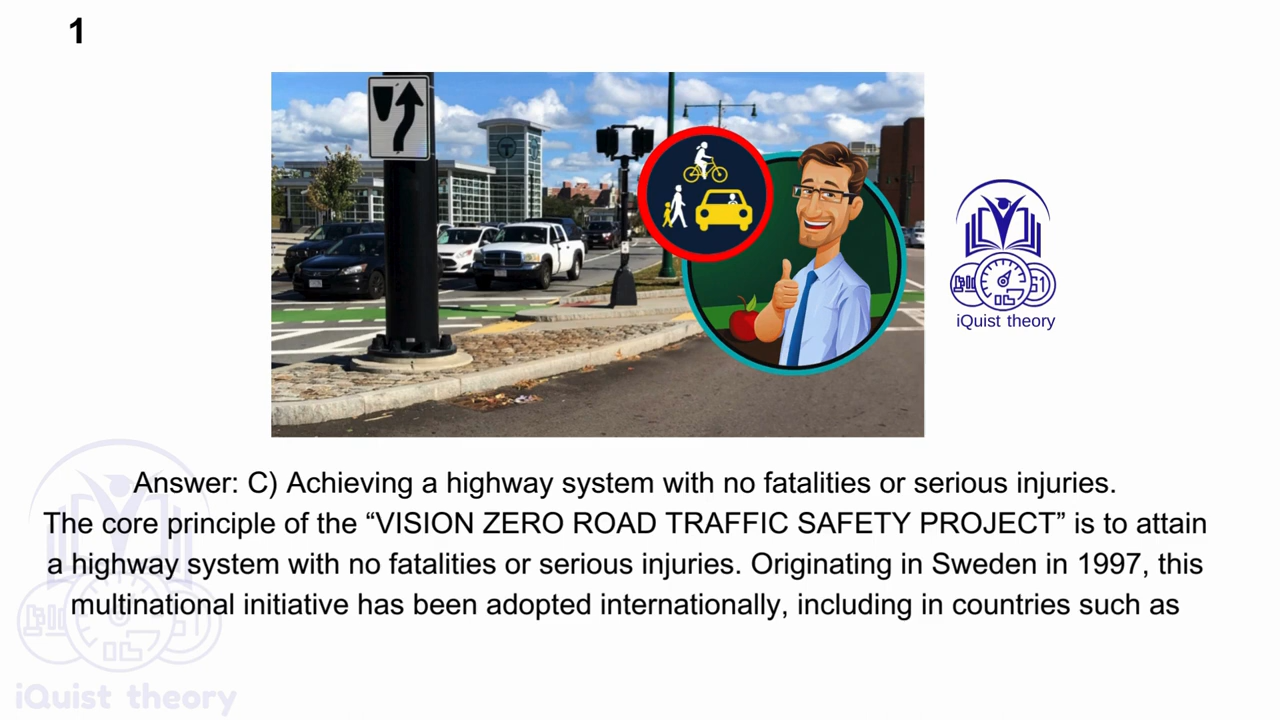 1
iQuist theory
Answer: C) Achieving a highway system with no fatalities or serious injuries.
The core principle of the “VISION ZERO ROAD TRAFFIC SAFETY PROJECT” is to attain
a highway system with no fatalities or serious injuries. Originating in Sweden in 1997, this
multinational initiative has been adopted internationally, including in countries such as
iQuist theory